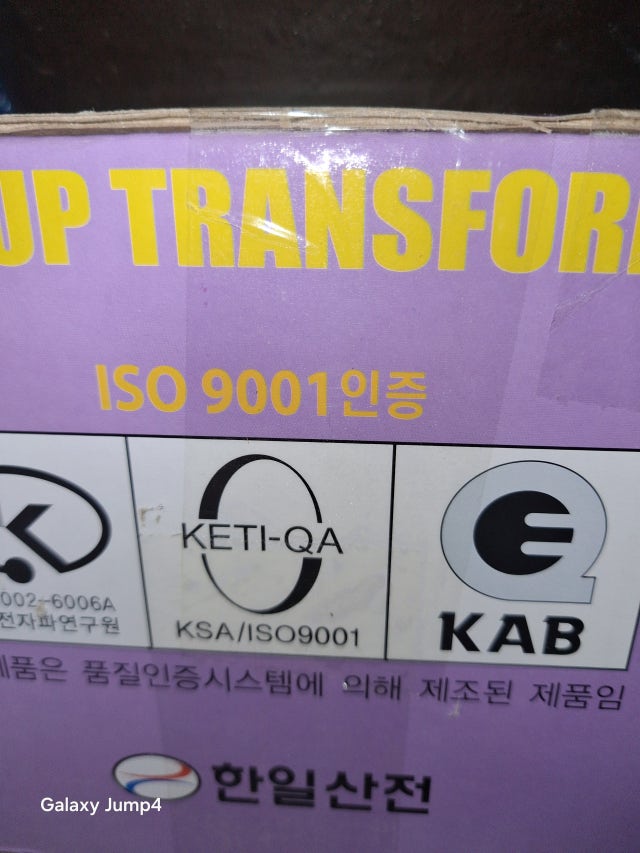 UP TRANSFOR
ISO 9001인증
KETI-QA
KSA/ISO9001
KAB
002-6006A
전자파연구원
제품은 품질인증시스템에 의해 제조된 제품임
한일산전
Galaxy Jump4